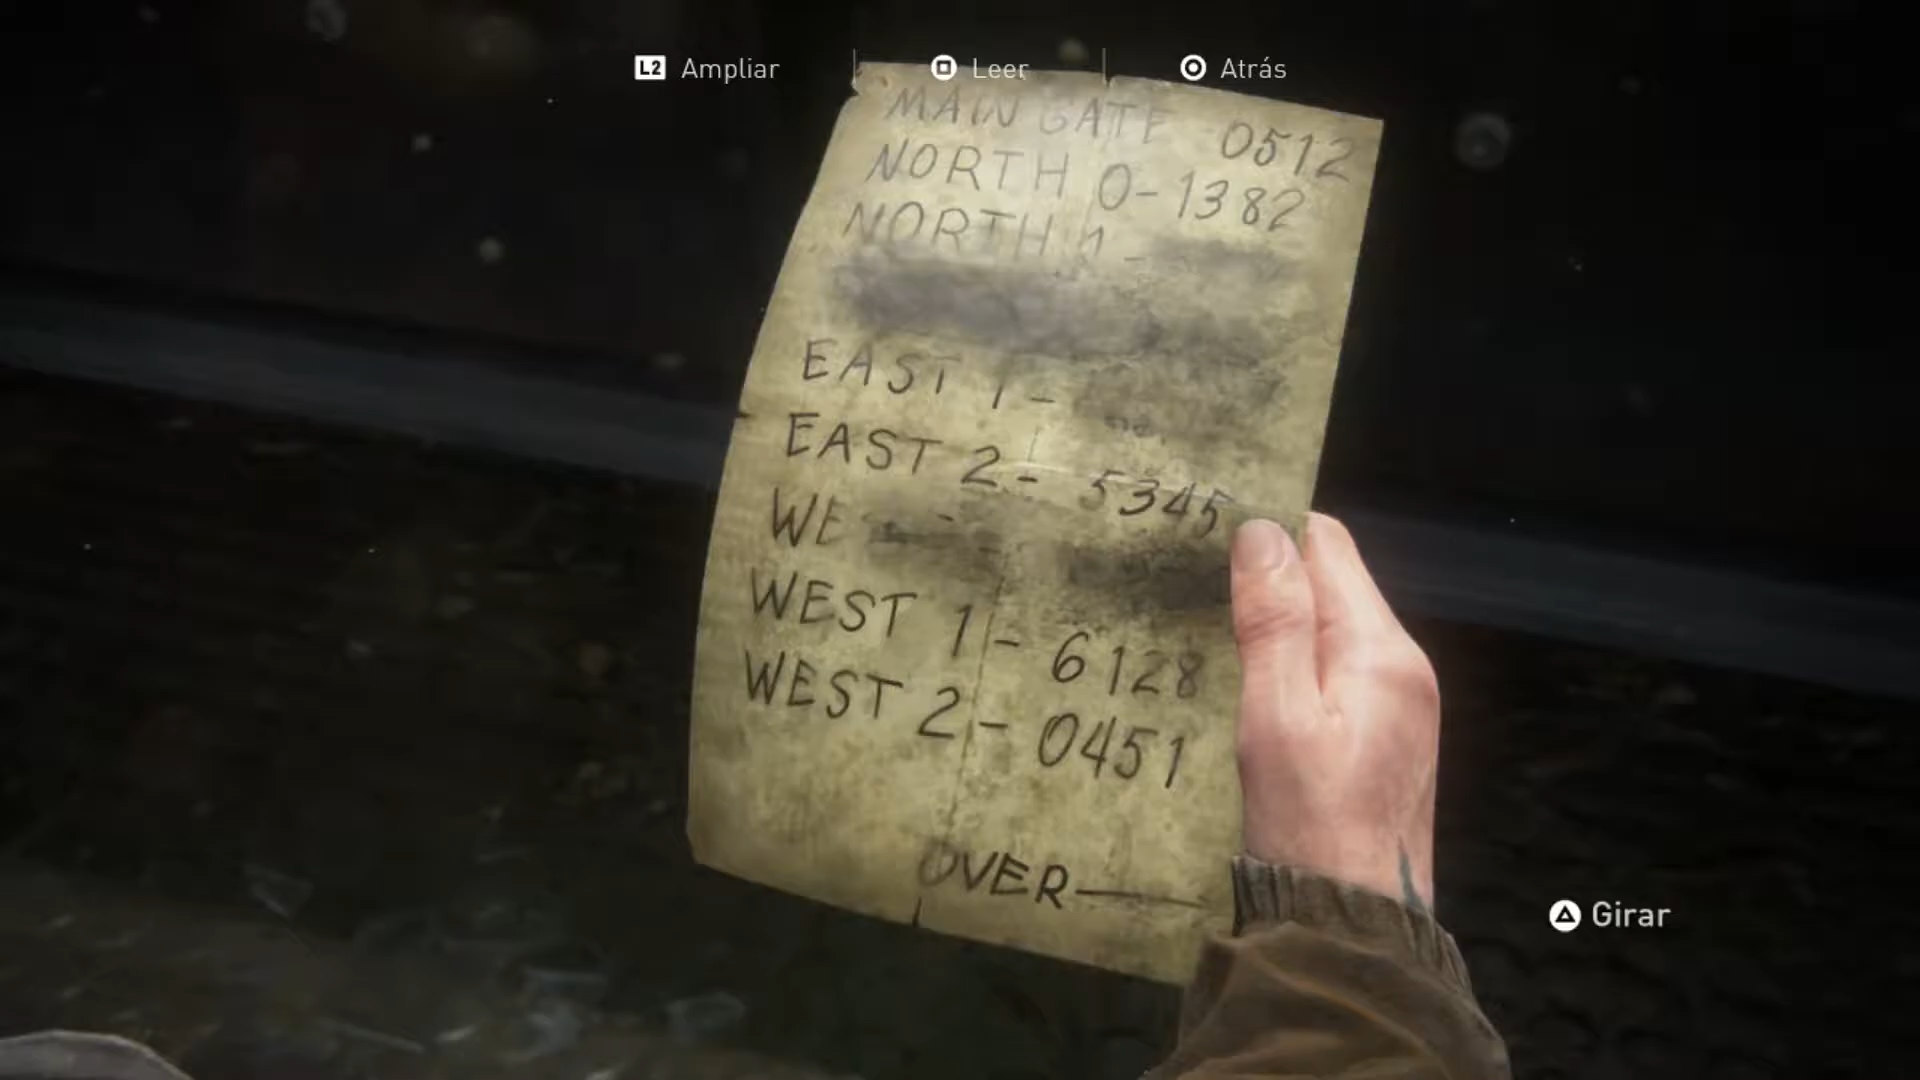 L2 Ampliar Leer Atrás
MAIN GATE 0512
NORTH 0-1382
NORTH 1 -
EAST 1 -
EAST 2 - 5345
WE
WEST 1 - 6128
WEST 2 - 0451
OVER
Girar